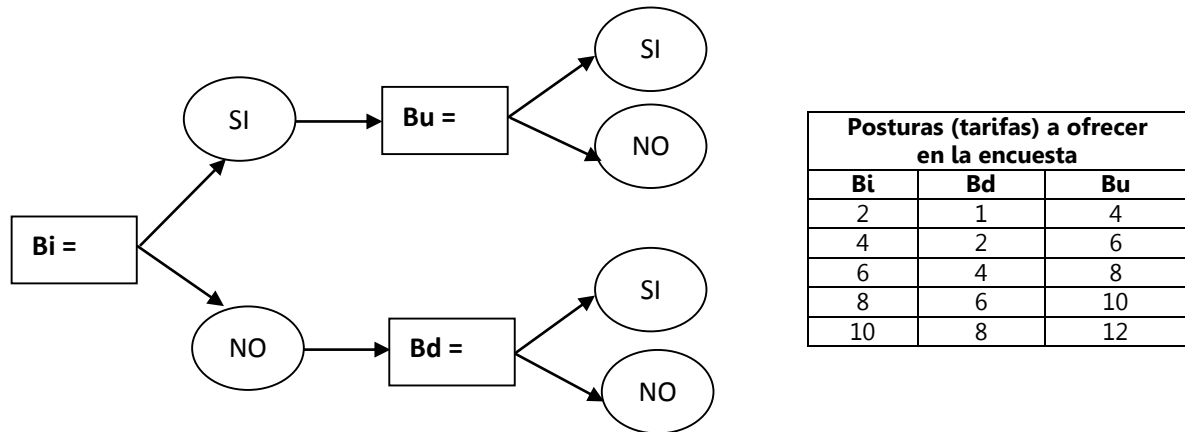 SI
SI
Bu =
NO
Bi =
SI
NO
Bd =
NO
Posturas (tarifas) a ofrecer
en la encuesta
Bi Bd Bu
2 1 4
4 2 6
6 4 8
8 6 10
10 8 12